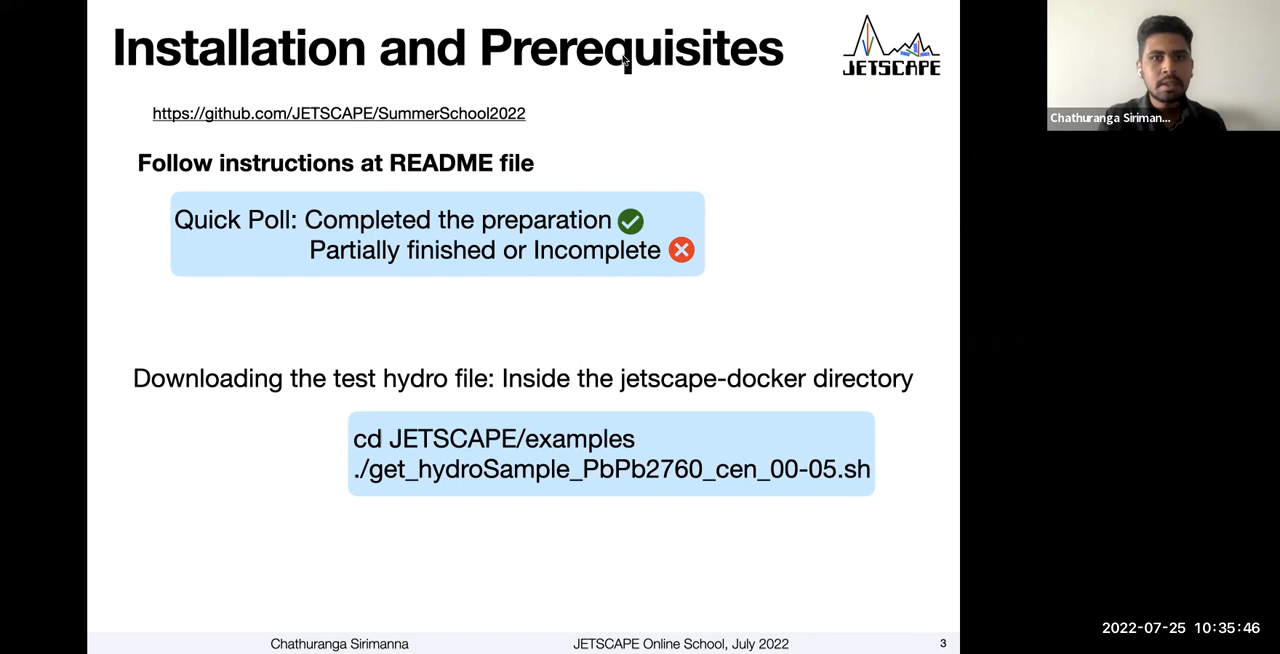 Installation and Prerequisites
JETSCAPE
https://github.com/JETSCAPE/SummerSchool2022
Follow instructions at README file
Quick Poll: Completed the preparation
Partially finished or Incomplete
Downloading the test hydro file: Inside the jetscape-docker directory
cd JETSCAPE/examples
./get_hydroSample_PbPb2760_cen_00-05.sh
Chathuranga Sirimanna
JETSCAPE Online School, July 2022
3
Chathuranga Siriman...
2022-07-25 10:35:46